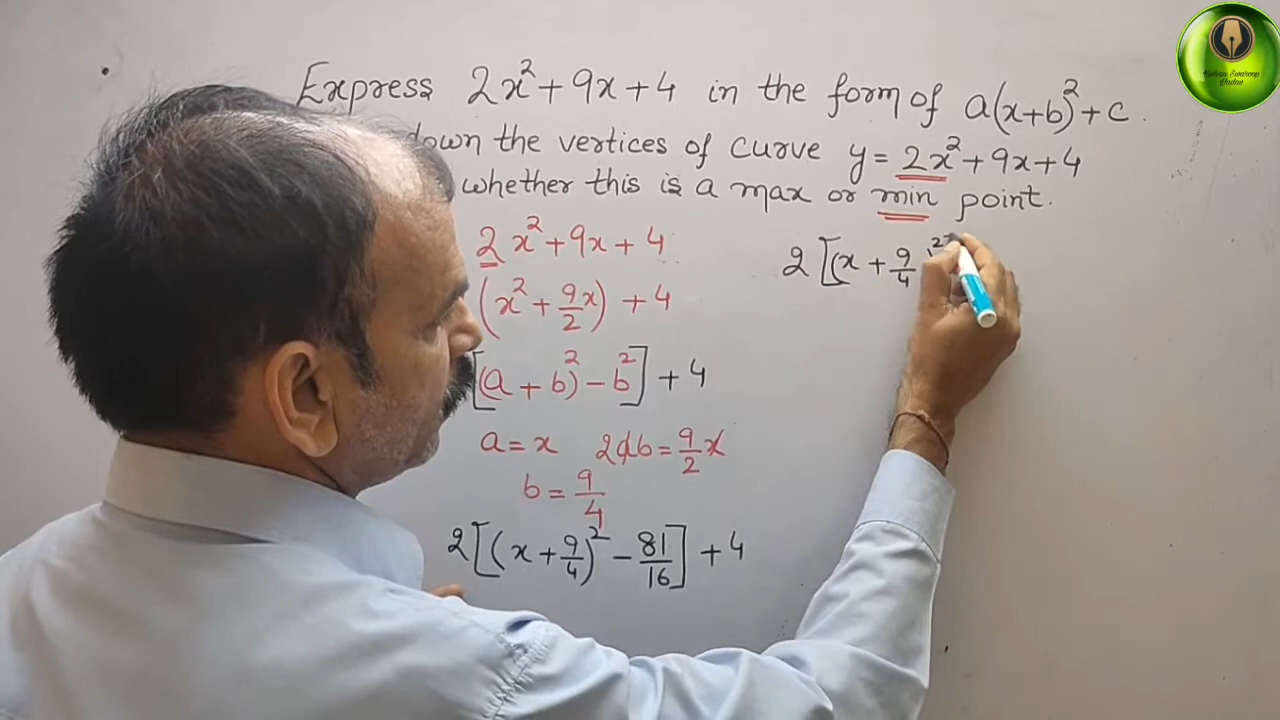 Express 2x² + 9x + 4 in the form of a(x+b)² + c
down the vertices of curve y = 2x² + 9x + 4
whether this is a max or min point.
2x² + 9x + 4
(x² + 9/2 x) + 4
[(a + b)² - b²] + 4
a = x 2ab = 9/2 x
b = 9/4
2[(x + 9/4)² - 81/16] + 4
2[(x + 9/4)²